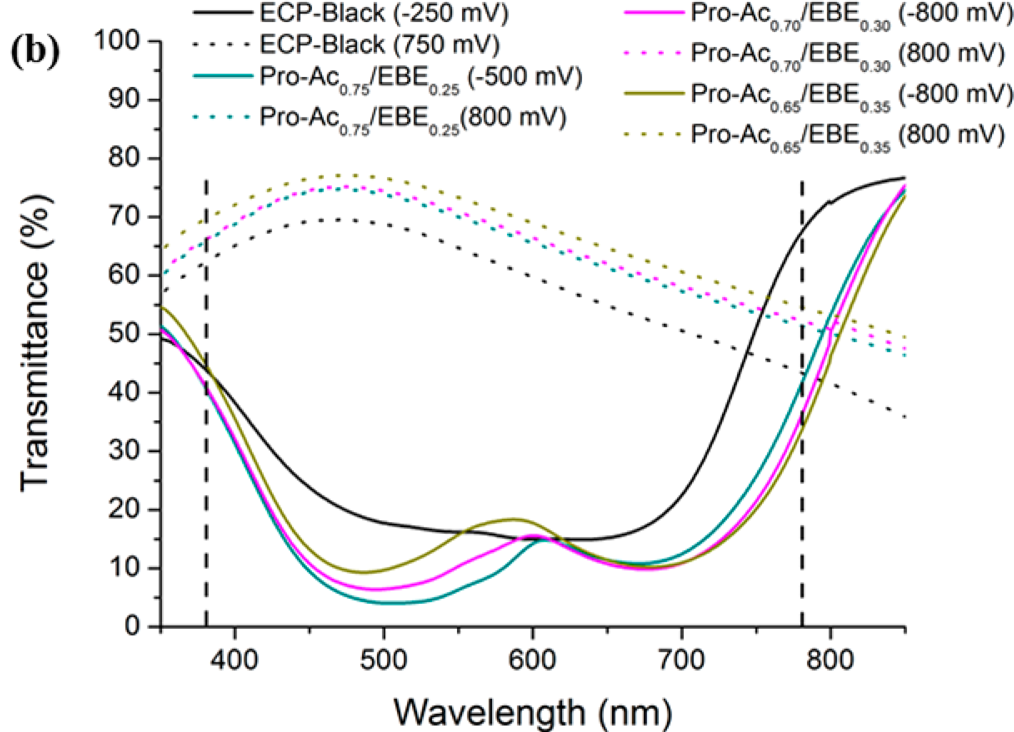 (b)
ECP-Black (-250 mV)
ECP-Black (750 mV)
Pro-Ac0.75/EBE0.25 (-500 mV)
Pro-Ac0.75/EBE0.25(800 mV)
Pro-Ac0.70/EBE0.30 (-800 mV)
Pro-Ac0.70/EBE0.30 (800 mV)
Pro-Ac0.65/EBE0.35 (-800 mV)
Pro-Ac0.65/EBE0.35 (800 mV)
Transmittance (%)
100
90
80
70
60
50
40
30
20
10
0
400 500 600 700 800
Wavelength (nm)